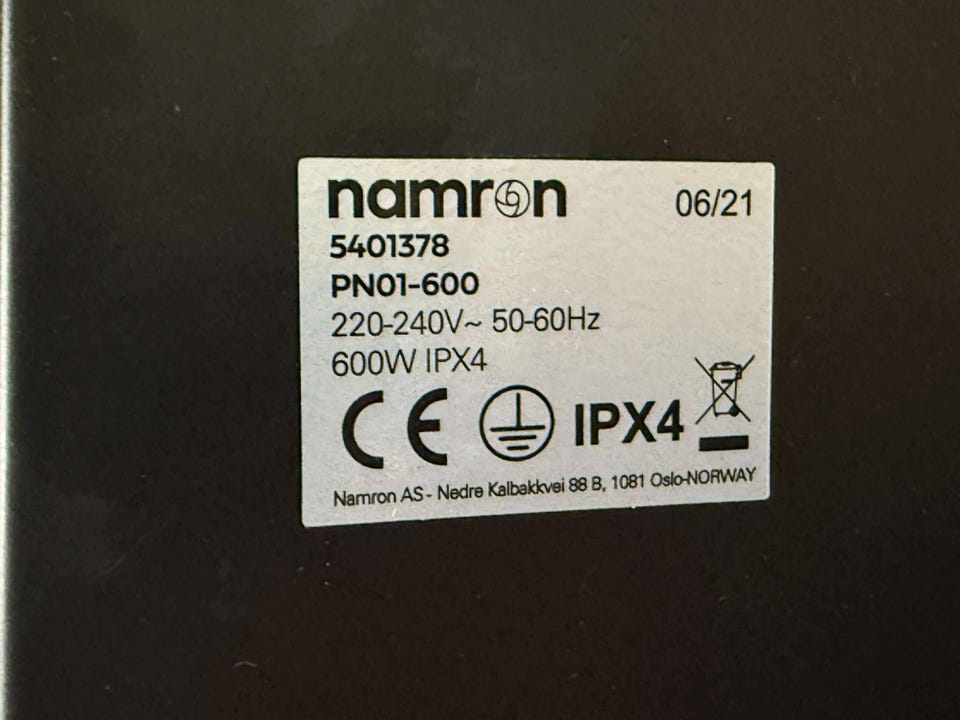 namron 06/21
5401378
PN01-600
220-240V~ 50-60Hz
600W IPX4
CE IPX4
Namron AS - Nedre Kalbakkvei 88 B, 1081 Oslo-NORWAY